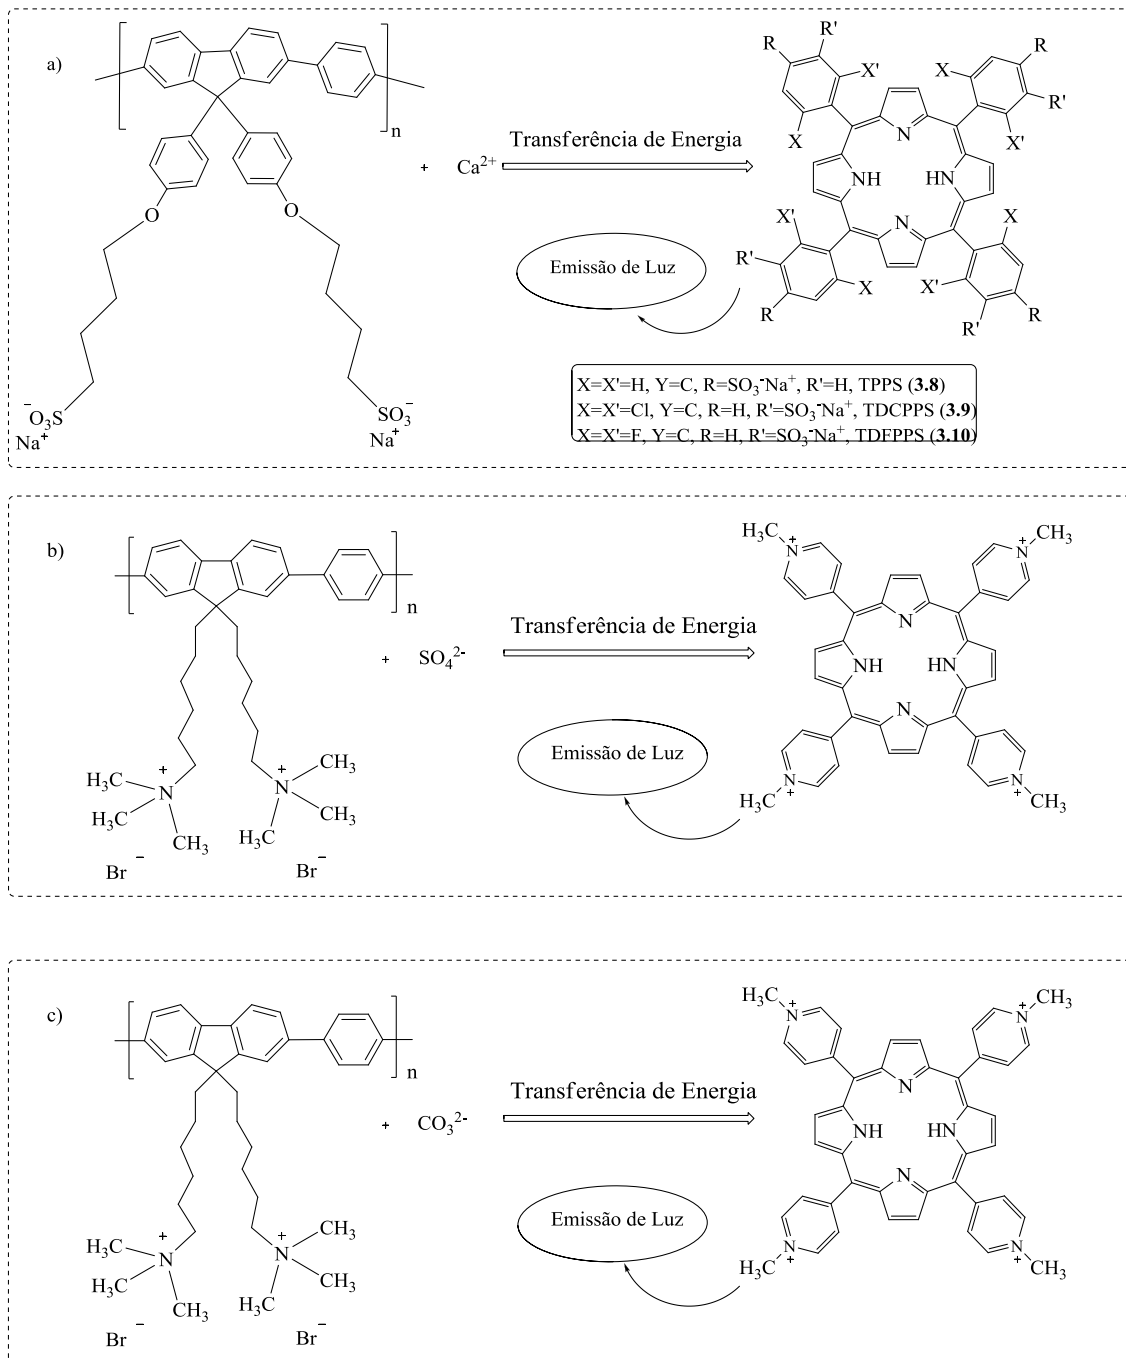 a)
n
O
O
⁻O₃S
Na⁺
SO₃⁻
Na⁺
+ Ca²⁺
Transferência de Energia
Emissão de Luz
R R' X' X R
X N X' R'
NH HN
X' N X
R' X X' R
R R'
X=X'=H, Y=C, R=SO₃⁻Na⁺, R'=H, TPPS (3.8)
X=X'=Cl, Y=C, R=H, R'=SO₃⁻Na⁺, TDCPPS (3.9)
X=X'=F, Y=C, R=H, R'=SO₃⁻Na⁺, TDFPPS (3.10)
b)
n
+ SO₄²⁻
Transferência de Energia
Emissão de Luz
H₃C N⁺ CH₃
H₃C CH₃
CH₃ N⁺ CH₃
H₃C
Br⁻ Br⁻
CH₃ CH₃
N⁺ N⁺
N
NH HN
N
N⁺ N⁺
H₃C CH₃
c)
n
+ CO₃²⁻
Transferência de Energia
Emissão de Luz
H₃C N⁺ CH₃
H₃C CH₃
CH₃ N⁺ CH₃
H₃C
Br⁻ Br⁻
H₃C CH₃
N⁺ N⁺
N
NH HN
N
N⁺ N⁺
H₃C CH₃